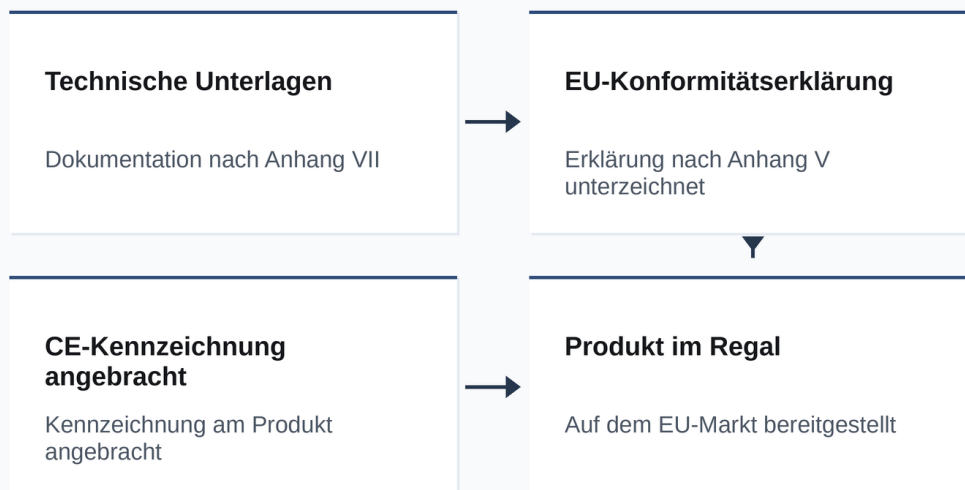 Technische Unterlagen
Dokumentation nach Anhang VII
EU-Konformitätserklärung
Erklärung nach Anhang V
unterzeichnet
CE-Kennzeichnung
angebracht
Kennzeichnung am Produkt
angebracht
Produkt im Regal
Auf dem EU-Markt bereitgestellt